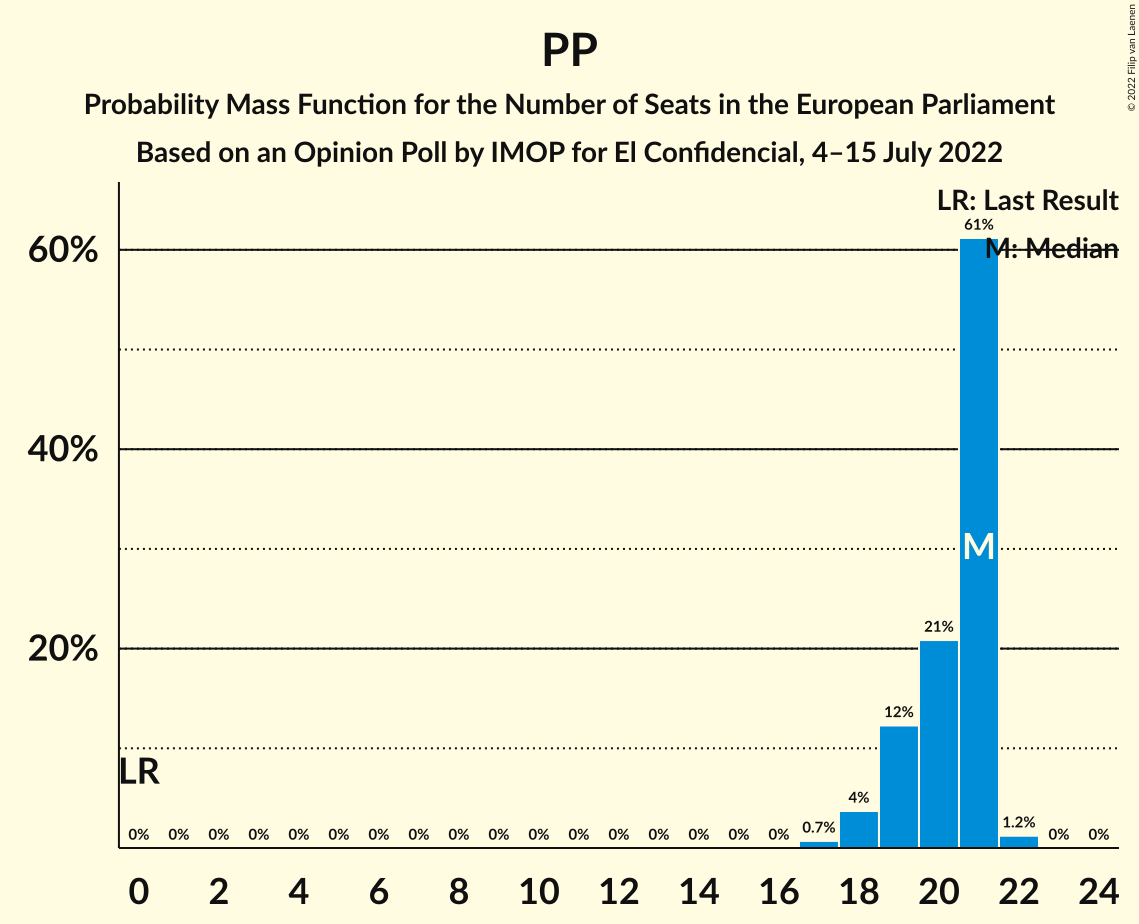 PP
Probability Mass Function for the Number of Seats in the European Parliament
Based on an Opinion Poll by IMOP for El Confidencial, 4–15 July 2022
© 2022 Filip van Laenen
LR: Last Result
M: Median
60%
40%
20%
61%
M
21%
12%
LR
4%
0% 0% 0% 0% 0% 0% 0% 0% 0% 0% 0% 0% 0% 0% 0% 0% 0% 0.7% 1.2% 0% 0%
0 2 4 6 8 10 12 14 16 18 20 22 24